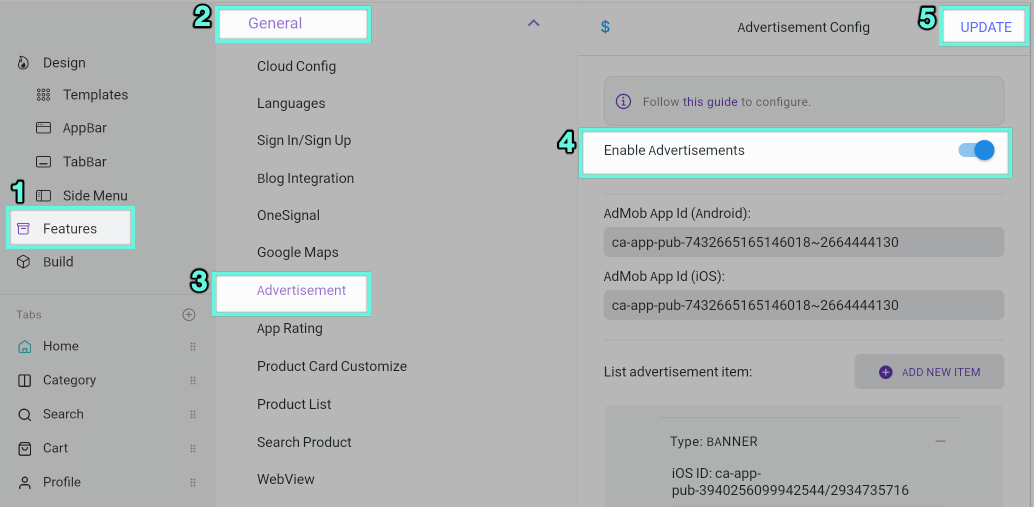 Design
Templates
AppBar
TabBar
Side Menu
1
Features
Build
Tabs
Home
Category
Search
Cart
Profile
2
General
Cloud Config
Languages
Sign In/Sign Up
Blog Integration
OneSignal
Google Maps
3
Advertisement
App Rating
Product Card Customize
Product List
Search Product
WebView
$
Advertisement Config
5
UPDATE
Follow this guide to configure.
4
Enable Advertisements
AdMob App Id (Android):
ca-app-pub-7432665165146018~2664444130
AdMob App Id (iOS):
ca-app-pub-7432665165146018~2664444130
List advertisement item:
ADD NEW ITEM
Type: BANNER
iOS ID: ca-app-
pub-3940256099942544/2934735716